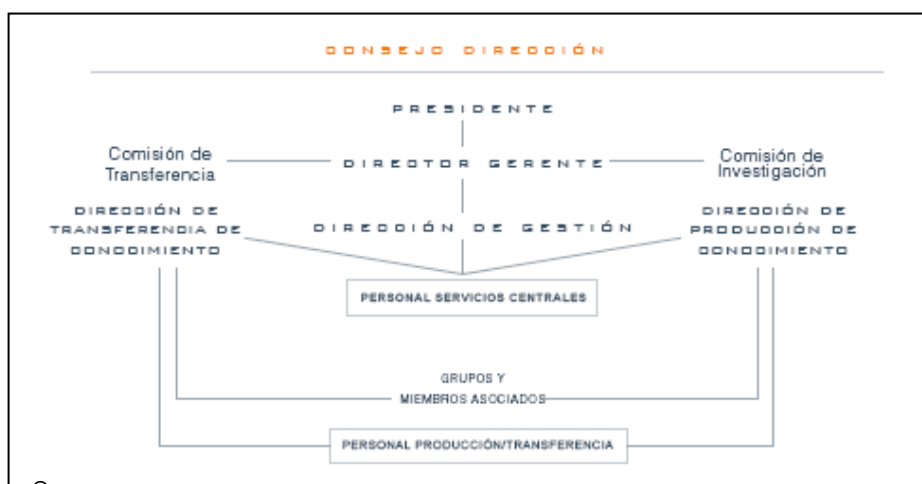 CONSEJO DIRECCIÓN
PRESIDENTE
Comisión de
Transferencia
DIRECTOR GERENTE
Comisión de
Investigación
DIRECCIÓN DE
TRANSFERENCIA DE
CONOCIMIENTO
DIRECCIÓN DE GESTIÓN
DIRECCIÓN DE
PRODUCCIÓN DE
CONOCIMIENTO
PERSONAL SERVICIOS CENTRALES
GRUPOS Y
MIEMBROS ASOCIADOS
PERSONAL PRODUCCIÓN/TRANSFERENCIA